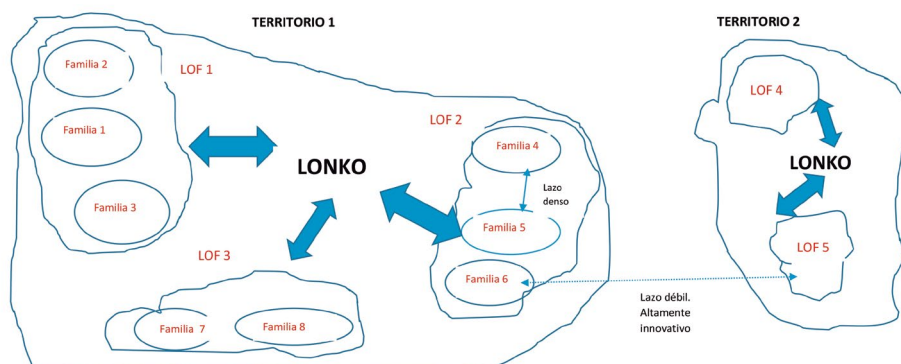 TERRITORIO 1
TERRITORIO 2
Familia 2
LOF 1
Familia 1
Familia 3
LOF 2
Familia 4
LONKO
Lazo
denso
Familia 5
Familia 6
LOF 3
Familia 7
Familia 8
LOF 4
LONKO
LOF 5
Lazo débil.
Altamente
innovativo